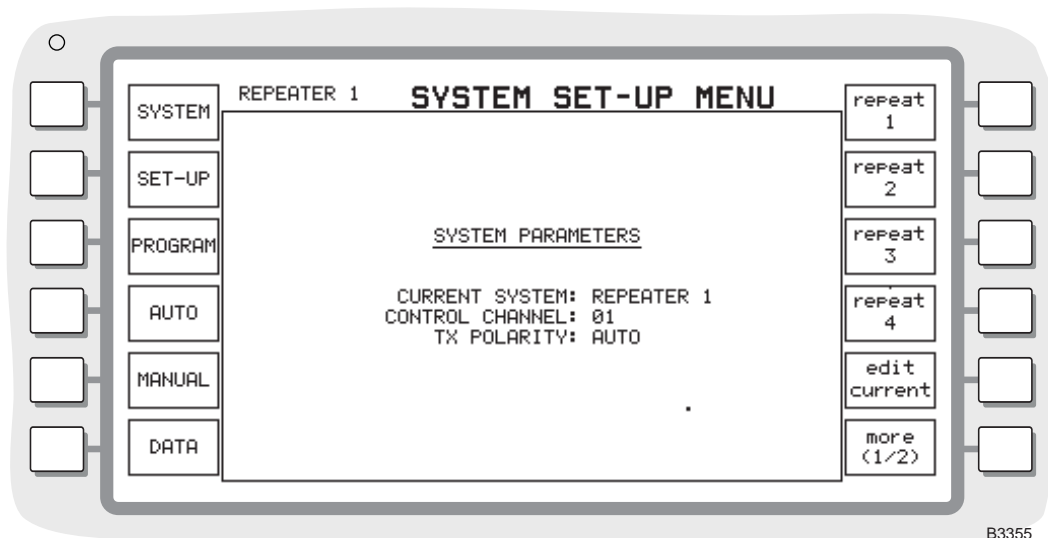 REPEATER 1
SYSTEM SET-UP MENU
SYSTEM
SET-UP
PROGRAM
AUTO
MANUAL
DATA
SYSTEM PARAMETERS
CURRENT SYSTEM: REPEATER 1
CONTROL CHANNEL: 01
TX POLARITY: AUTO
repeat
1
repeat
2
repeat
3
repeat
4
edit
current
more
(1/2)
B3355